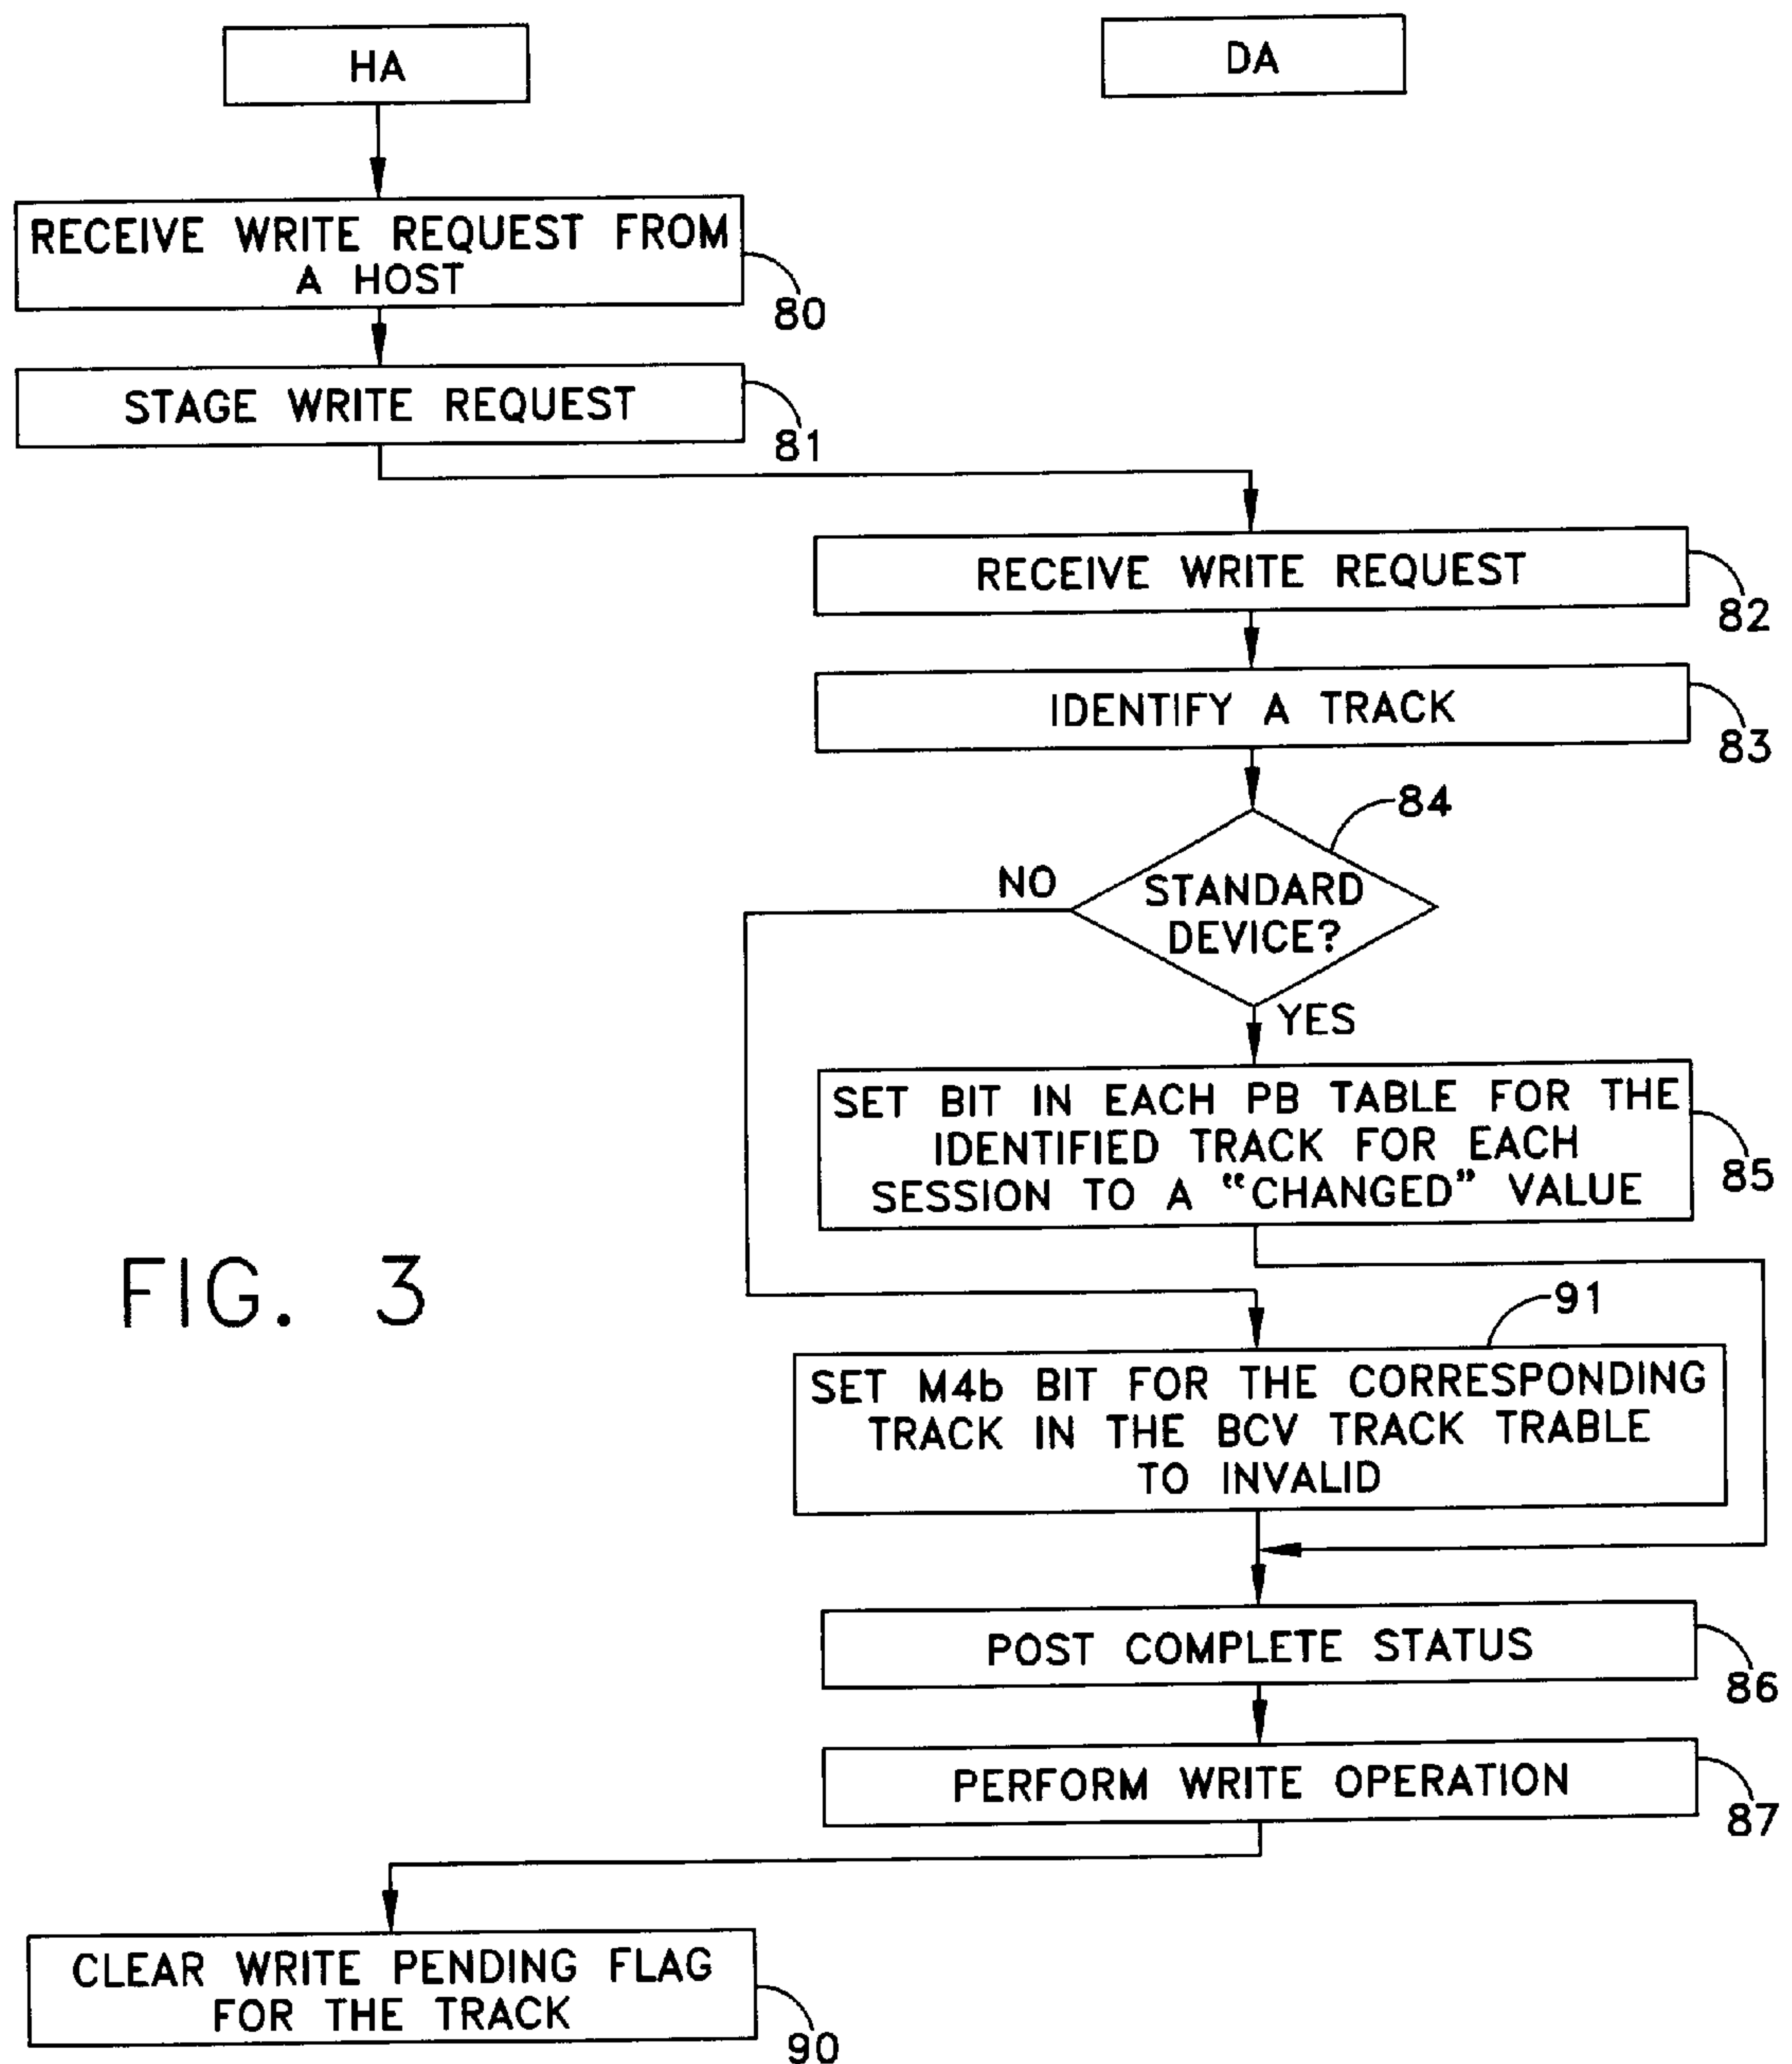 HA
DA
RECEIVE WRITE REQUEST FROM
A HOST
80
STAGE WRITE REQUEST
81
RECEIVE WRITE REQUEST
82
IDENTIFY A TRACK
83
84
NO
STANDARD
DEVICE?
YES
SET BIT IN EACH PB TABLE FOR THE
IDENTIFIED TRACK FOR EACH
SESSION TO A “CHANGED” VALUE
85
FIG. 3
91
SET M4b BIT FOR THE CORRESPONDING
TRACK IN THE BCV TRACK TRABLE
TO INVALID
POST COMPLETE STATUS
86
PERFORM WRITE OPERATION
87
CLEAR WRITE PENDING FLAG
FOR THE TRACK
90